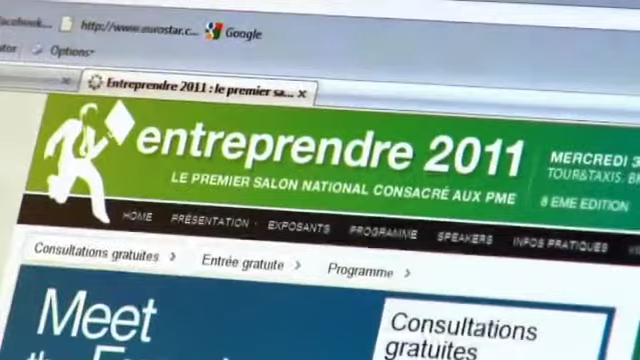 acebook...
http://www.eurostar.c...
Google
Options
Entreprendre 2011 : le premier sa...
entreprendre 2011
LE PREMIER SALON NATIONAL CONSACRÉ AUX PME
MERCREDI 3
TOUR&TAXIS. B
8 EME EDITION
HOME PRÉSENTATION EXPOSANTS PROGRAMME SPEAKERS INFOS PRATIQUES
Consultations gratuites Entrée gratuite Programme
Meet
Consultations
gratuites